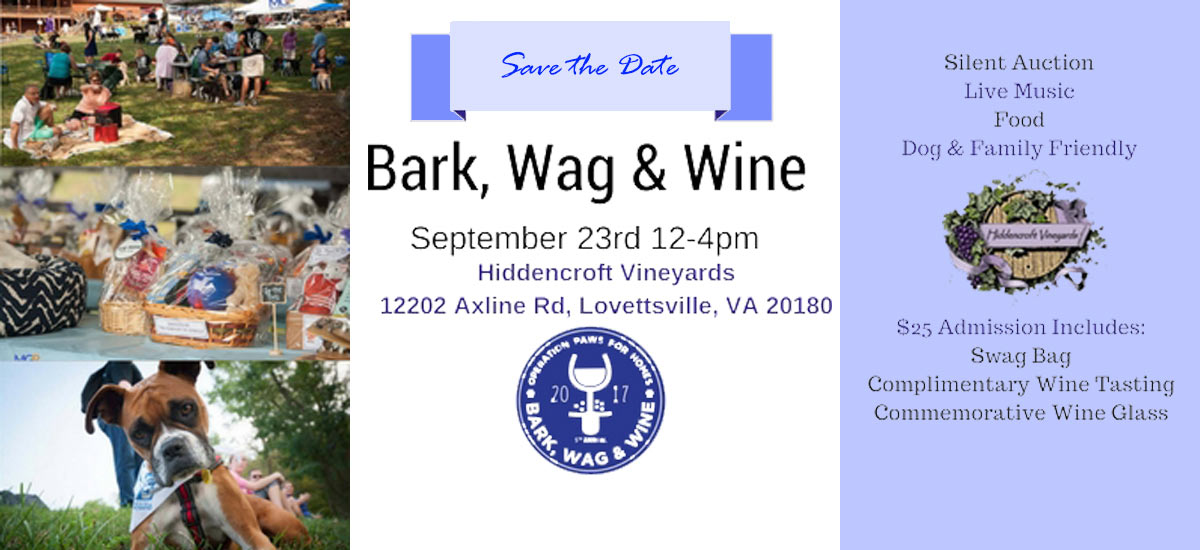 Save the Date
Bark, Wag & Wine
September 23rd 12-4pm
Hiddencroft Vineyards
12202 Axline Rd, Lovettsville, VA 20180
OPERATION PAWS FOR HOMES
20 17
5TH ANNUAL
BARK, WAG & WINE
Silent Auction
Live Music
Food
Dog & Family Friendly
Hiddencroft Vineyards
$25 Admission Includes:
Swag Bag
Complimentary Wine Tasting
Commemorative Wine Glass